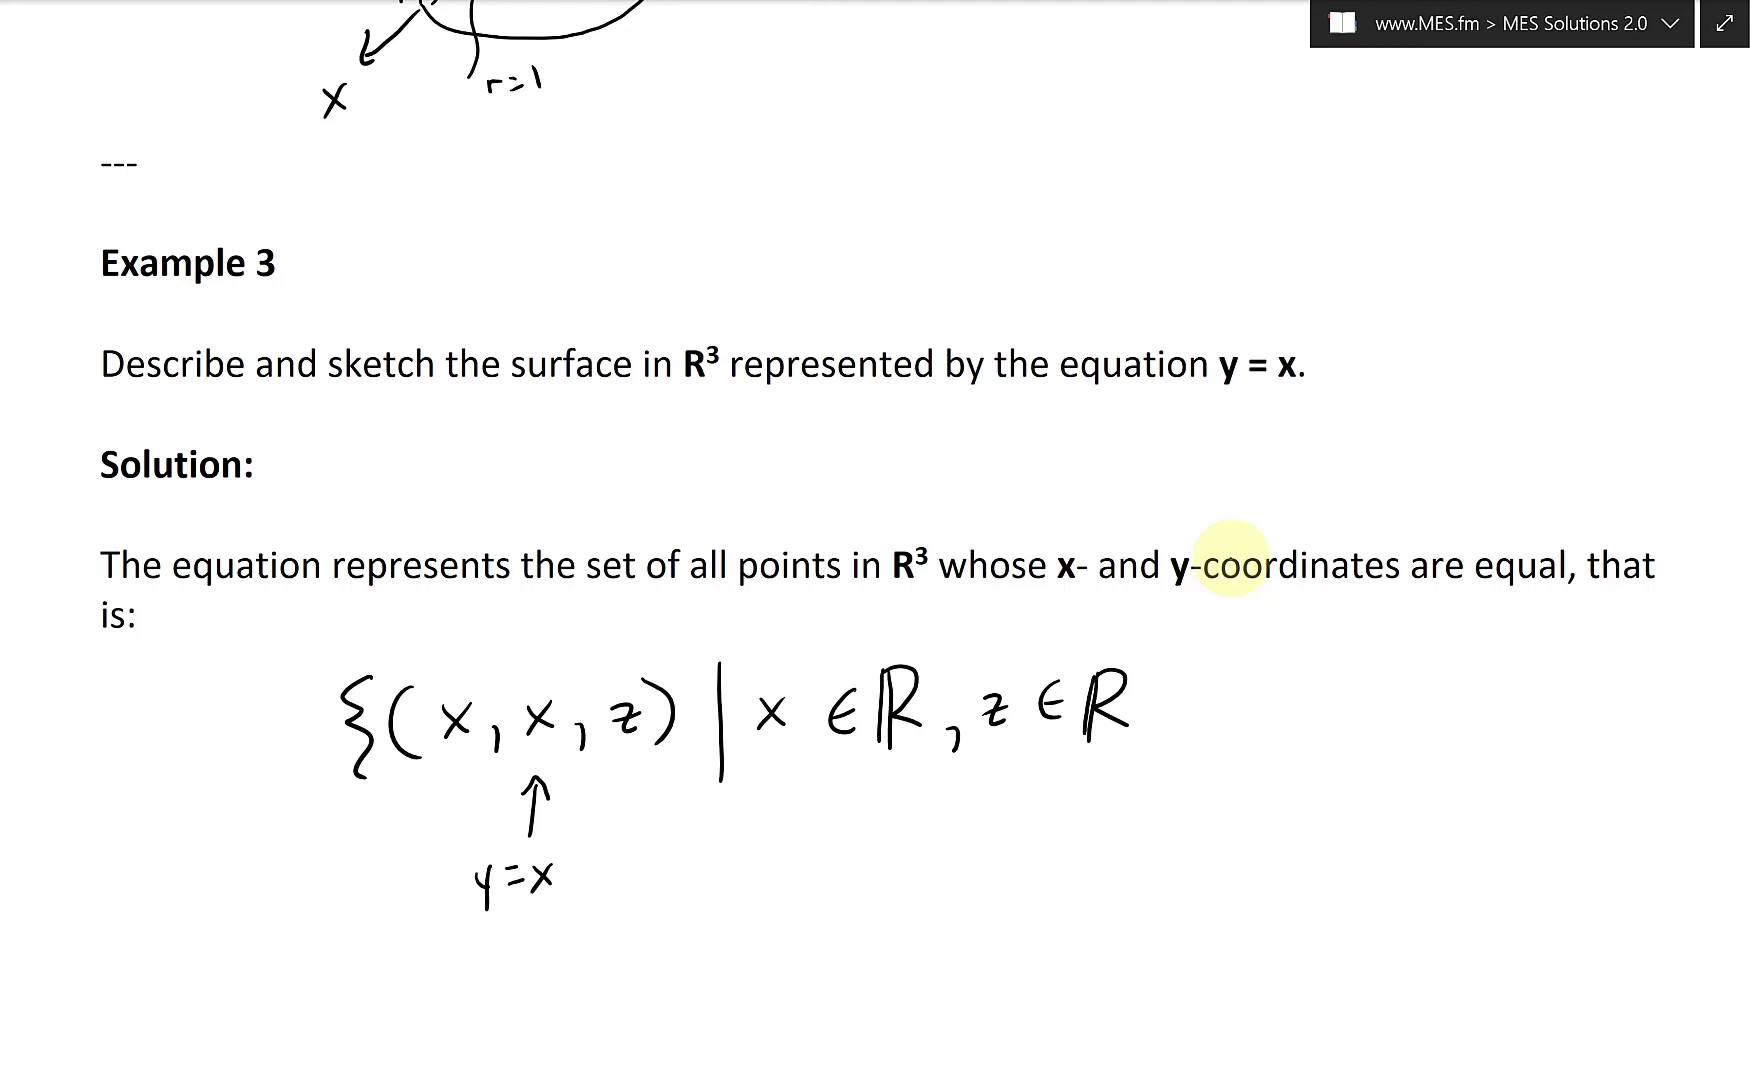 www.MES.fm > MES Solutions 2.0
x
r=1
---
Example 3
Describe and sketch the surface in R³ represented by the equation y = x.
Solution:
The equation represents the set of all points in R³ whose x- and y-coordinates are equal, that
is:
{(x, x, z) | x ∈ ℝ, z ∈ ℝ
↑
y=x